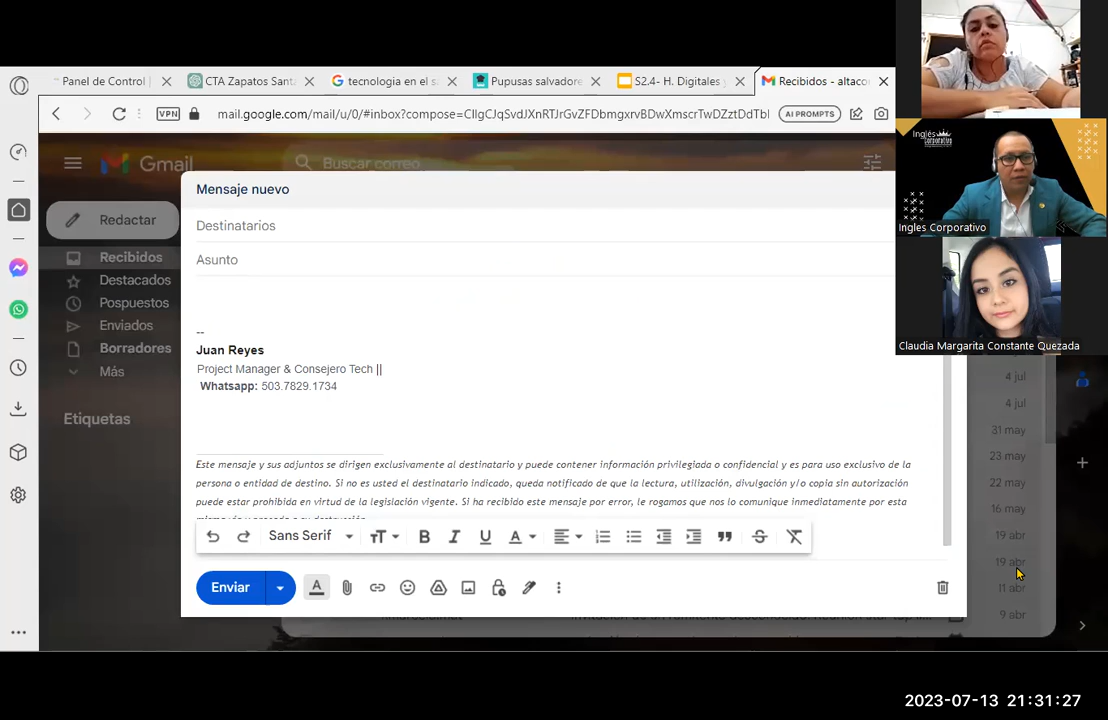 Panel de Control
CTA Zapatos Sant
tecnologia en el s
Pupusas salvadore
S2.4- H. Digitales y
Recibidos - altaco
VPN
mail.google.com/mail/u/0/#inbox?compose=CllgCJqSvdJXnRTJrGvZFDbmgxrvBDwXmscrTwDZztDdTbl
AI PROMPTS
Gmail
Buscar correo
Redactar
Recibidos
Destacados
Pospuestos
Enviados
Borradores
Más
Etiquetas
Mensaje nuevo
Destinatarios
Asunto
--
Juan Reyes
Project Manager & Consejero Tech ||
Whatsapp: 503.7829.1734
Este mensaje y sus adjuntos se dirigen exclusivamente al destinatario y puede contener información privilegiada o confidencial y es para uso exclusivo de la
persona o entidad de destino. Si no es usted el destinatario indicado, queda notificado de que la lectura, utilización, divulgación y/o copia sin autorización
puede estar prohibida en virtud de la legislación vigente. Si ha recibido este mensaje por error, le rogamos que nos lo comunique inmediatamente por esta
Sans Serif
Enviar
4 jul
4 jul
31 may
23 may
22 may
16 may
19 abr
19 abr
11 abr
9 abr
Inglés
Corporativo
Ingles Corporativo
Claudia Margarita Constante Quezada
2023-07-13 21:31:27